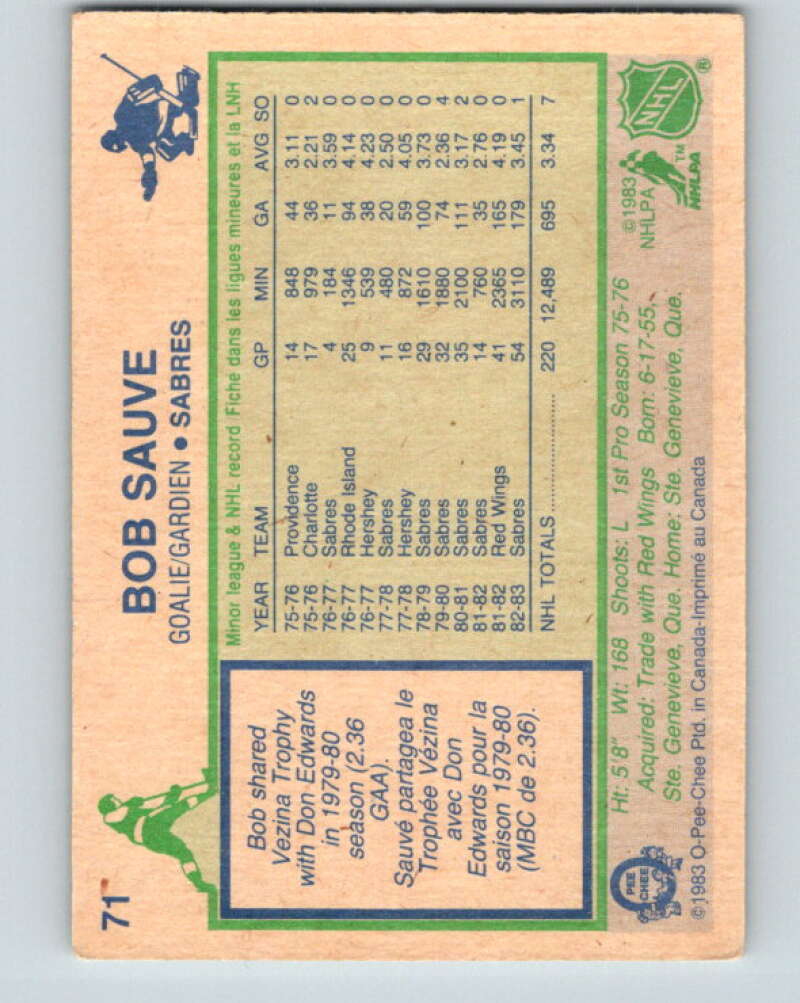 71
BOB SAUVE
GOALIE/GARDIEN • SABRES
Bob shared
Vezina Trophy
with Don Edwards
in 1979-80
season (2.36
GAA).
Sauvé partagea le
Trophée Vézina
avec Don
Edwards pour la
saison 1979-80
(MBC de 2.36).
Minor league & NHL record Fiche dans les ligues mineures et la LNH
YEAR TEAM GP MIN GA AVG SO
75-76 Providence 14 848 44 3.11 0
75-76 Charlotte 17 979 36 2.21 2
76-77 Sabres 4 184 11 3.59 0
76-77 Rhode Island 25 1346 94 4.14 0
76-77 Hershey 9 539 38 4.23 0
77-78 Sabres 11 480 20 2.50 0
77-78 Hershey 16 872 59 4.05 0
78-79 Sabres 29 1610 100 3.73 0
79-80 Sabres 32 1880 74 2.36 4
80-81 Sabres 35 2100 111 3.17 2
81-82 Sabres 14 760 35 2.76 0
81-82 Red Wings 41 2365 165 4.19 0
82-83 Sabres 54 3110 179 3.45 1
NHL TOTALS .................... 220 12,489 695 3.34 7
Ht: 5'8" Wt: 168 Shoots: L 1st Pro Season 75-76
Acquired: Trade with Red Wings Born: 6-17-55,
Ste. Genevieve, Que. Home: Ste. Genevieve, Que.
©1983 O-Pee-Chee Ptd. in Canada-Imprimé au Canada
O PEE CHEE
©1983
NHLPA
NHL ®
NHLPA ™